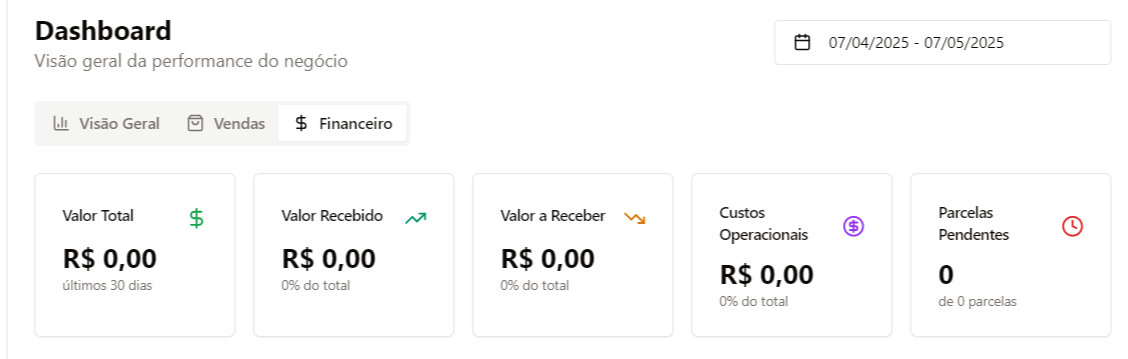 Dashboard
Visão geral da performance do negócio
07/04/2025 - 07/05/2025
Visão Geral
Vendas
Financeiro
Valor Total
R$ 0,00
últimos 30 dias
Valor Recebido
R$ 0,00
0% do total
Valor a Receber
R$ 0,00
0% do total
Custos
Operacionais
R$ 0,00
0% do total
Parcelas
Pendentes
0
de 0 parcelas